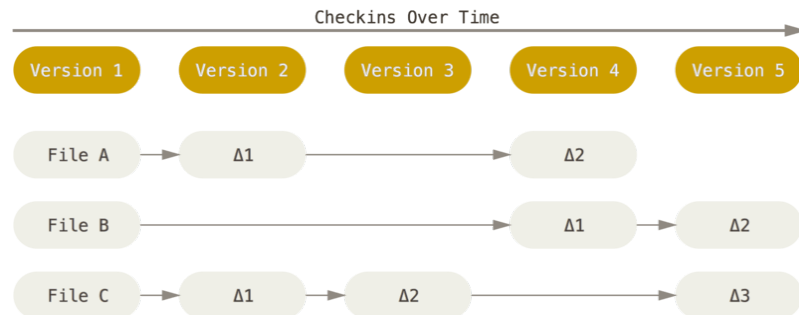 Checkins Over Time
Version 1 Version 2 Version 3 Version 4 Version 5
File A Δ1 Δ2
File B Δ1 Δ2
File C Δ1 Δ2 Δ3